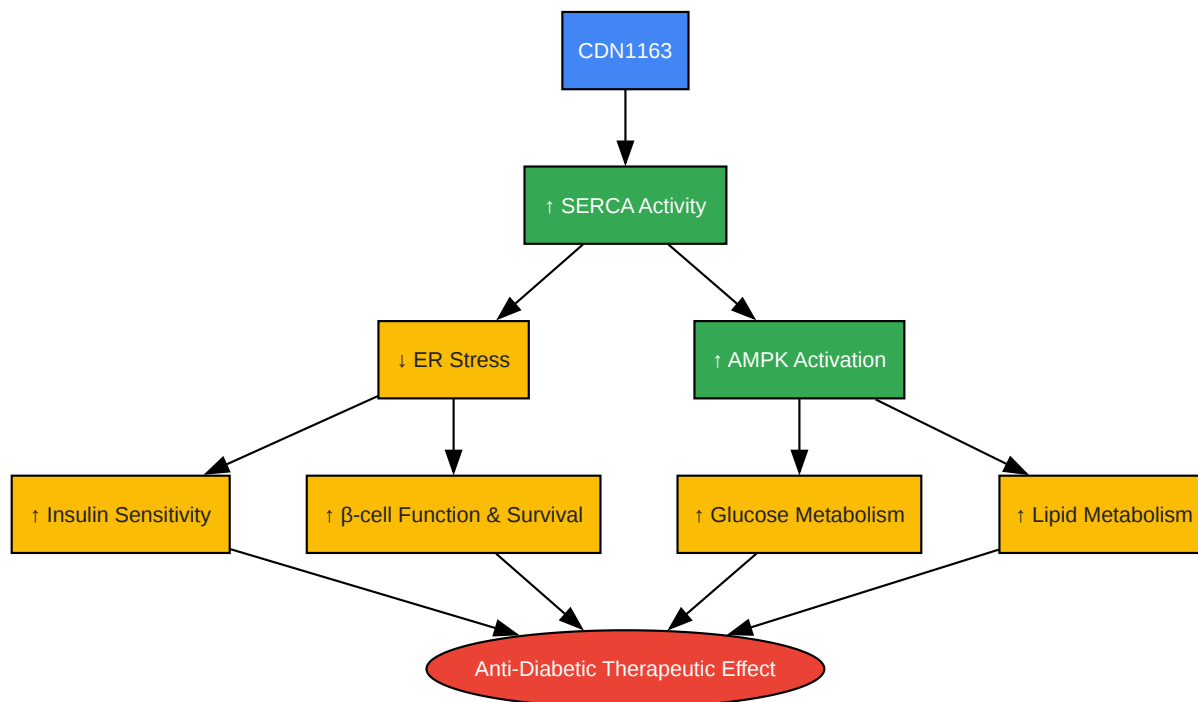 CDN1163
↑ SERCA Activity
↓ ER Stress
↑ AMPK Activation
↑ Insulin Sensitivity
↑ β-cell Function & Survival
↑ Glucose Metabolism
↑ Lipid Metabolism
Anti-Diabetic Therapeutic Effect